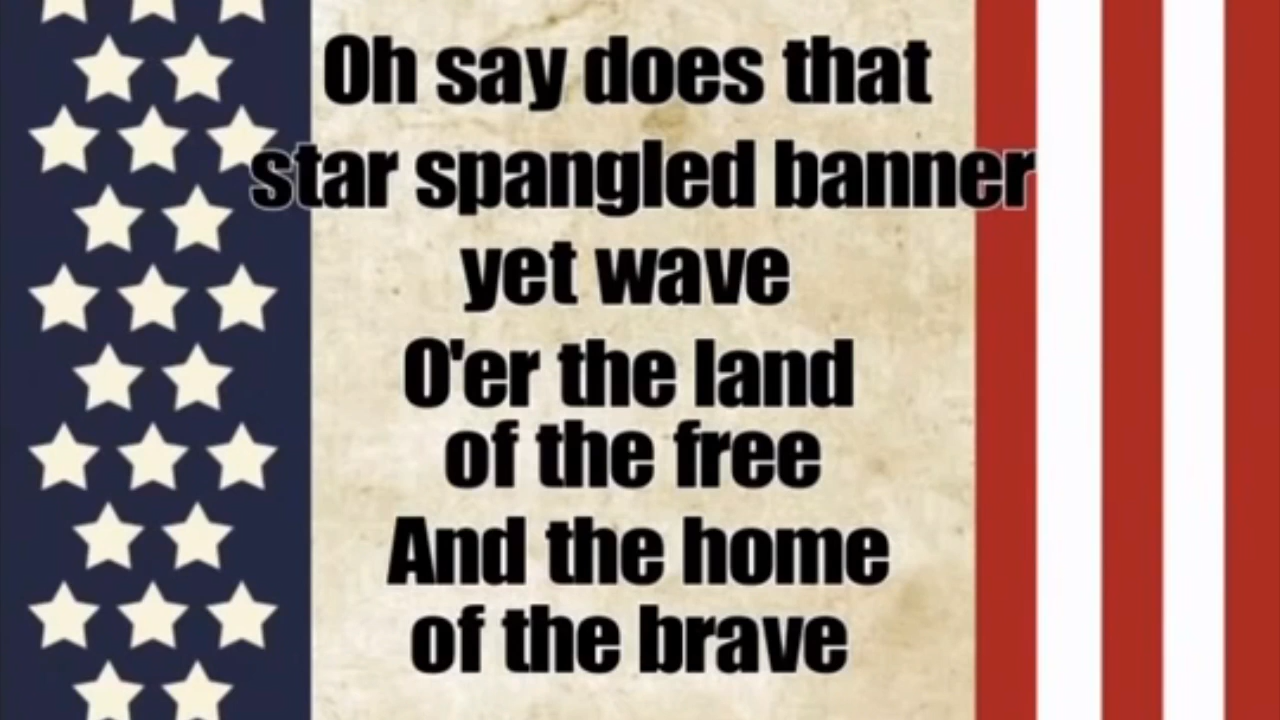 Oh say does that
star spangled banner
yet wave
O'er the land
of the free
And the home
of the brave